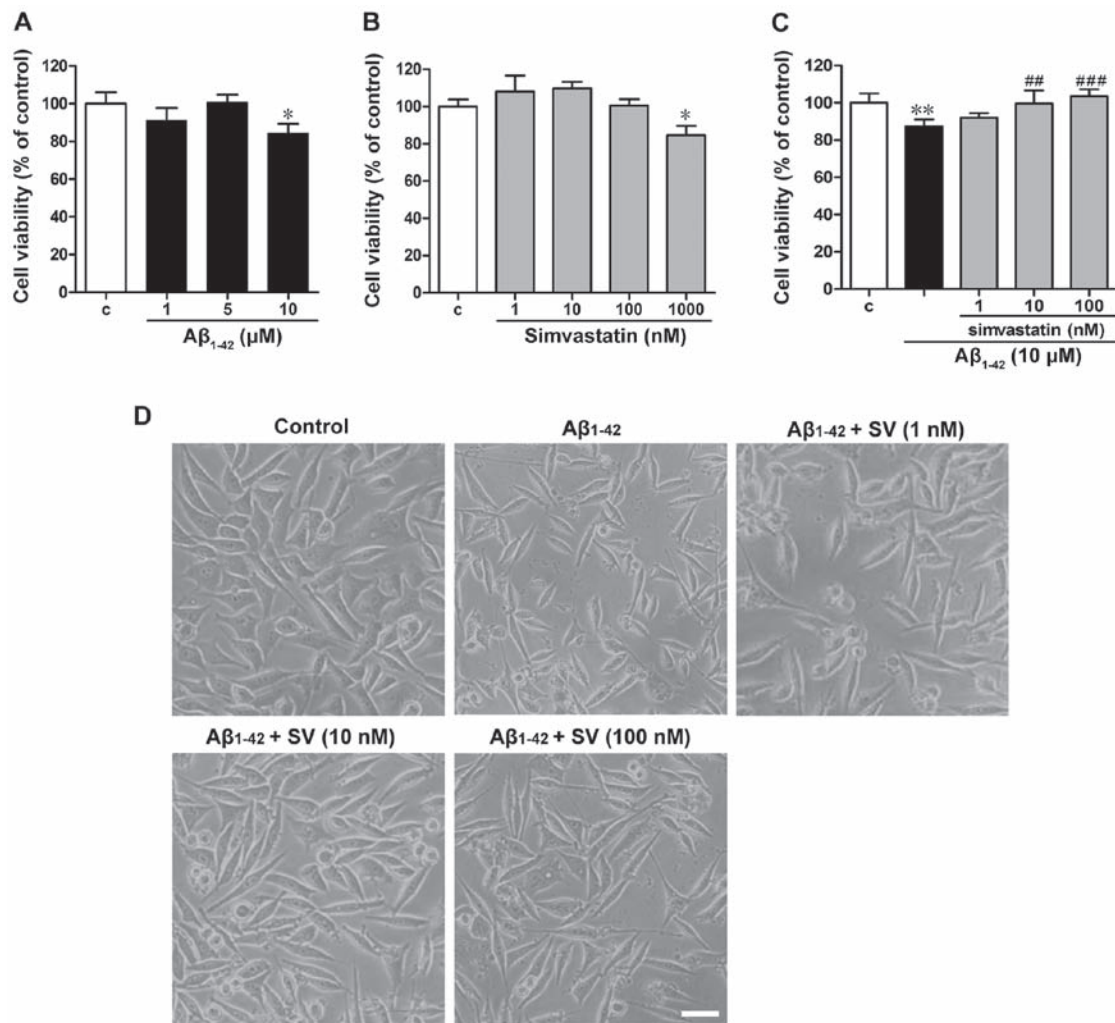 A
Cell viability (% of control)
120
100
80
60
40
20
0
*
c
1
5
10
Aβ1-42 (µM)
B
Cell viability (% of control)
120
100
80
60
40
20
0
*
c
1
10
100
1000
Simvastatin (nM)
C
Cell viability (% of control)
120
100
80
60
40
20
0
**
##
###
c
1
10
100
simvastatin (nM)
Aβ1-42 (10 µM)
D
Control
Aβ1-42
Aβ1-42 + SV (1 nM)
Aβ1-42 + SV (10 nM)
Aβ1-42 + SV (100 nM)